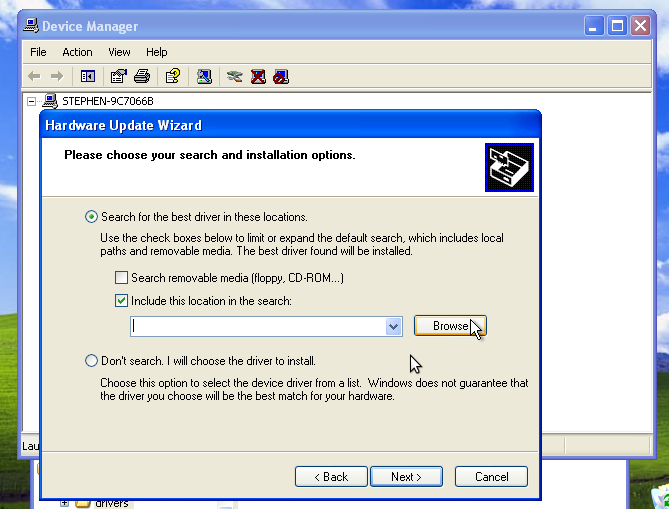 Device Manager
File Action View Help
STEPHEN-9C7066B
Hardware Update Wizard
Please choose your search and installation options.
Search for the best driver in these locations.
Use the check boxes below to limit or expand the default search, which includes local
paths and removable media. The best driver found will be installed.
Search removable media (floppy, CD-ROM...)
Include this location in the search:
Browse
Don't search. I will choose the driver to install.
Choose this option to select the device driver from a list. Windows does not guarantee that
the driver you choose will be the best match for your hardware.
Lau
< Back Next > Cancel
drivers